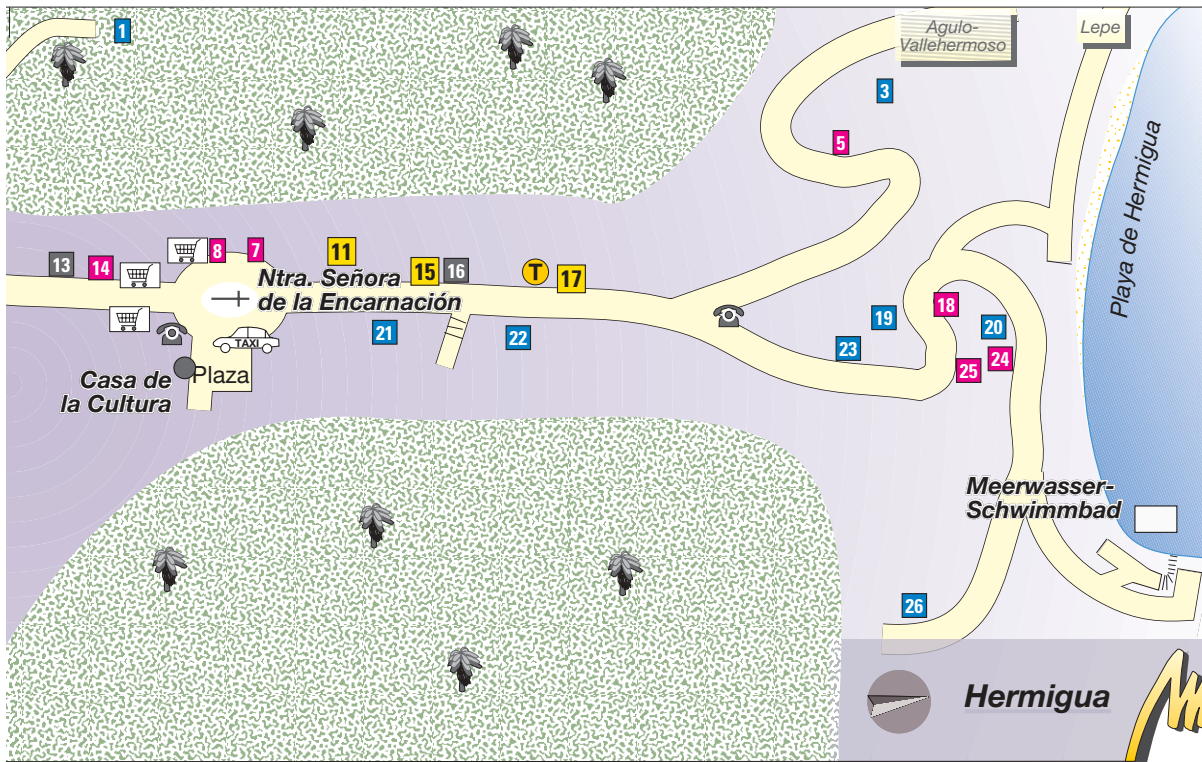 1
Agulo-
Vallehermoso
Lepe
3
5
Playa de Hermigua
13
14
8
7
11
15
16
T
17
Ntra. Señora
de la Encarnación
18
19
20
21
22
23
24
25
TAXI
Plaza
Casa de
la Cultura
Meerwasser-
Schwimmbad
26
Hermigua